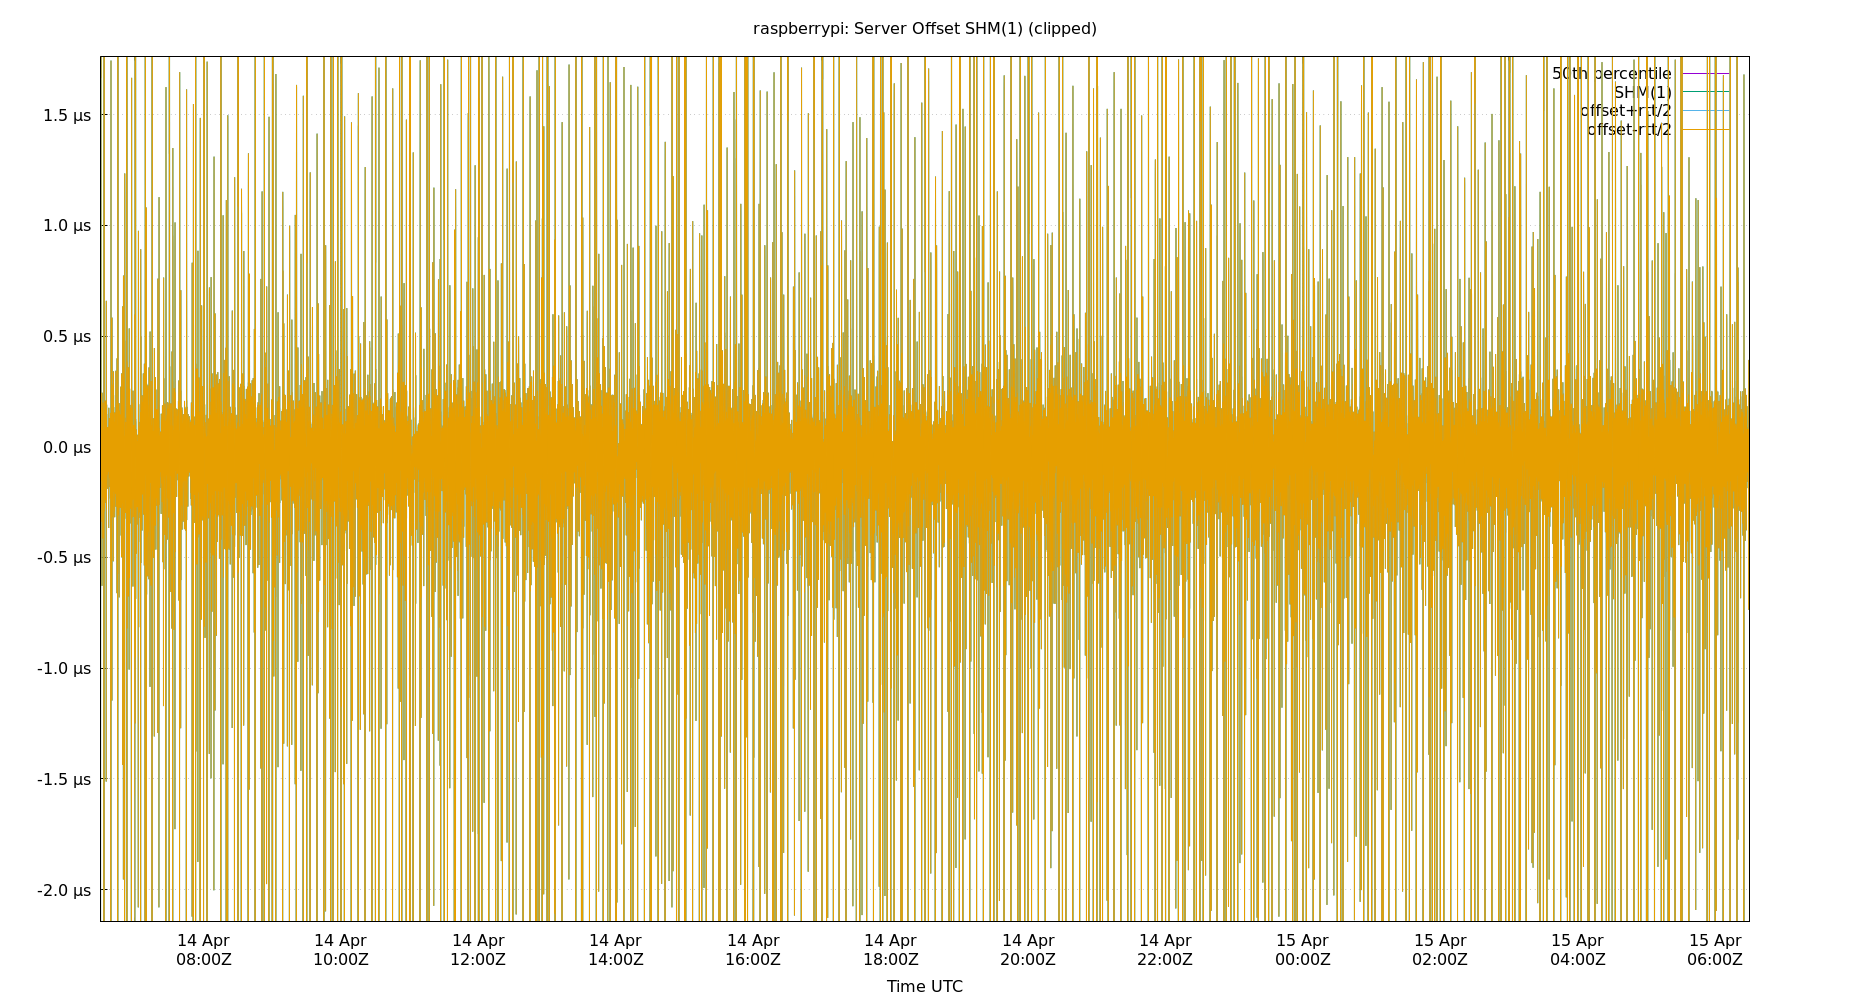 raspberrypi: Server Offset SHM(1) (clipped)
50th percentile
SHM(1)
offset+rtt/2
offset-rtt/2
1.5 µs
1.0 µs
0.5 µs
0.0 µs
-0.5 µs
-1.0 µs
-1.5 µs
-2.0 µs
14 Apr 14 Apr 14 Apr 14 Apr 14 Apr 14 Apr 14 Apr 14 Apr 15 Apr 15 Apr 15 Apr 15 Apr
08:00Z 10:00Z 12:00Z 14:00Z 16:00Z 18:00Z 20:00Z 22:00Z 00:00Z 02:00Z 04:00Z 06:00Z
Time UTC